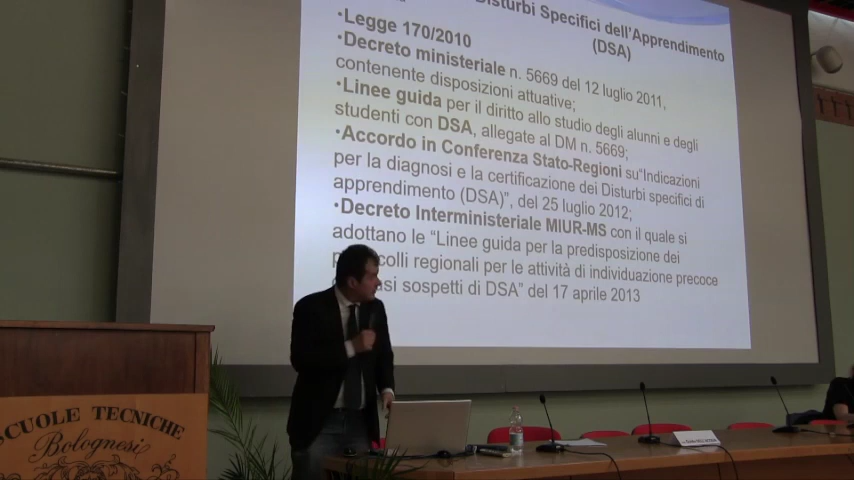 Disturbi Specifici dell'Apprendimento
(DSA)
•Legge 170/2010
•Decreto ministeriale n. 5669 del 12 luglio 2011,
contenente disposizioni attuative;
•Linee guida per il diritto allo studio degli alunni e degli
studenti con DSA, allegate al DM n. 5669;
•Accordo in Conferenza Stato-Regioni su“Indicazioni
per la diagnosi e la certificazione dei Disturbi specifici di
apprendimento (DSA)”, del 25 luglio 2012;
•Decreto Interministeriale MIUR-MS con il quale si
adottano le “Linee guida per la predisposizione dei
regionali per le attività di individuazione precoce
sospetti di DSA” del 17 aprile 2013
SCUOLE TECNICHE
Bolognesi